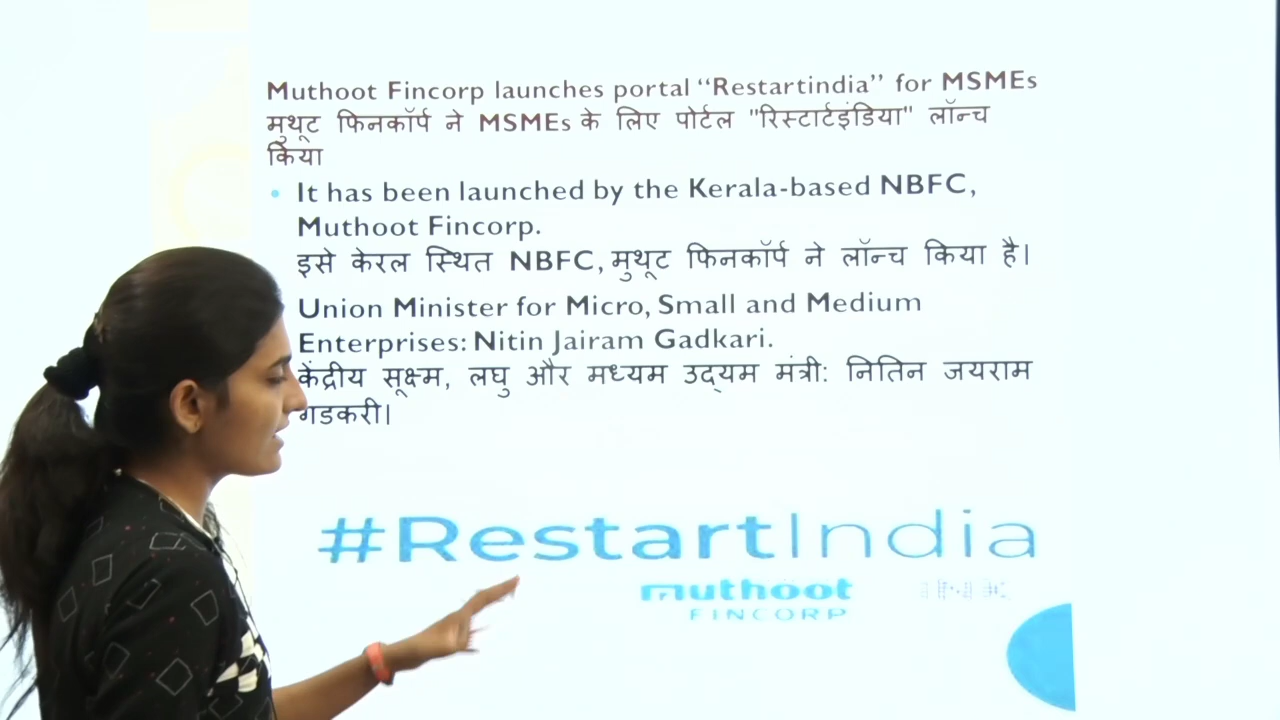 Muthoot Fincorp launches portal “Restartindia” for MSMEs
मुथूट फिनकॉर्प ने MSMEs के लिए पोर्टल "रिस्टार्टइंडिया" लॉन्च
किया
• It has been launched by the Kerala-based NBFC,
Muthoot Fincorp.
इसे केरल स्थित NBFC, मुथूट फिनकॉर्प ने लॉन्च किया है।
Union Minister for Micro, Small and Medium
Enterprises: Nitin Jairam Gadkari.
केंद्रीय सूक्ष्म, लघु और मध्यम उद्यम मंत्री: नितिन जयराम
गडकरी।
#RestartIndia
muthoot
FINCORP